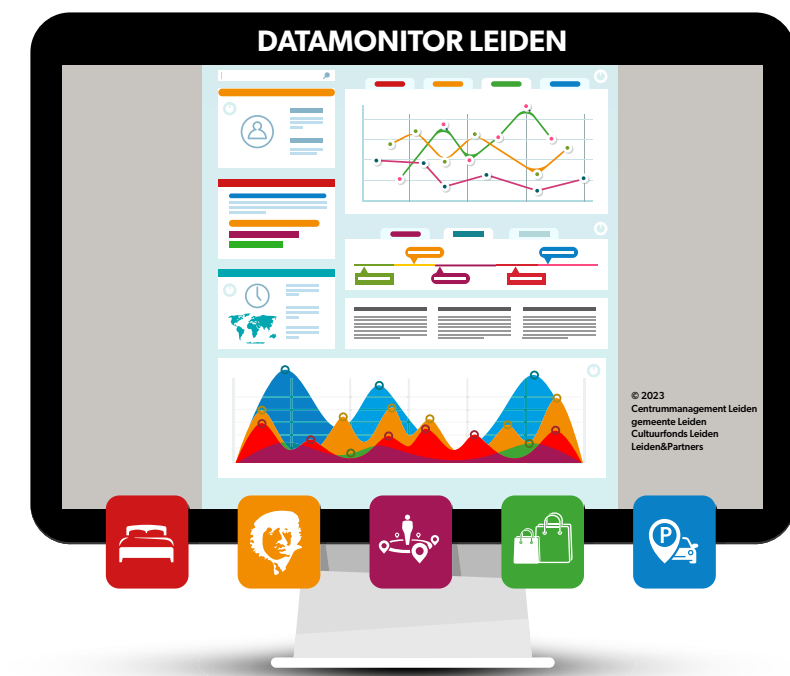 DATAMONITOR LEIDEN
© 2023
Centrummanagement Leiden
gemeente Leiden
Cultuurfonds Leiden
Leiden&Partners
P